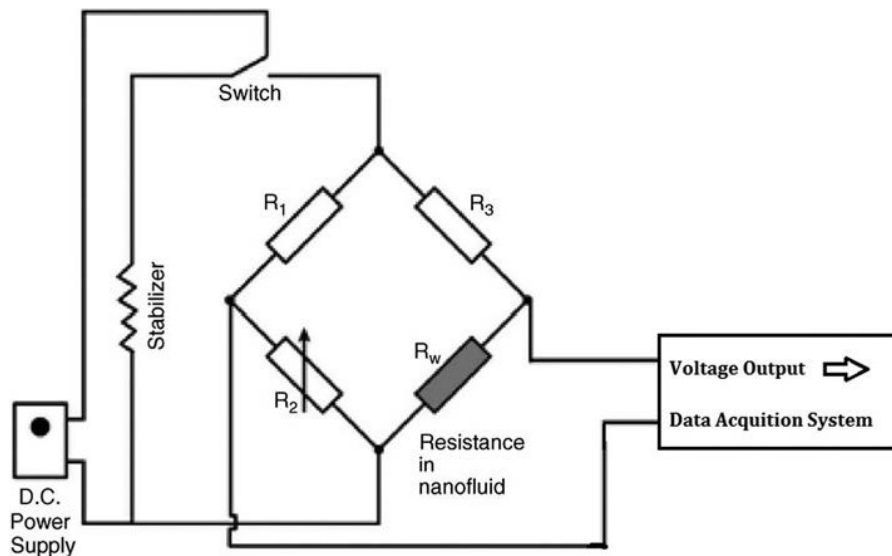 Switch
R1
R3
Stabilizer
R2
Rw
Voltage Output
Data Acquition System
Resistance
in
nanofluid
D.C.
Power
Supply